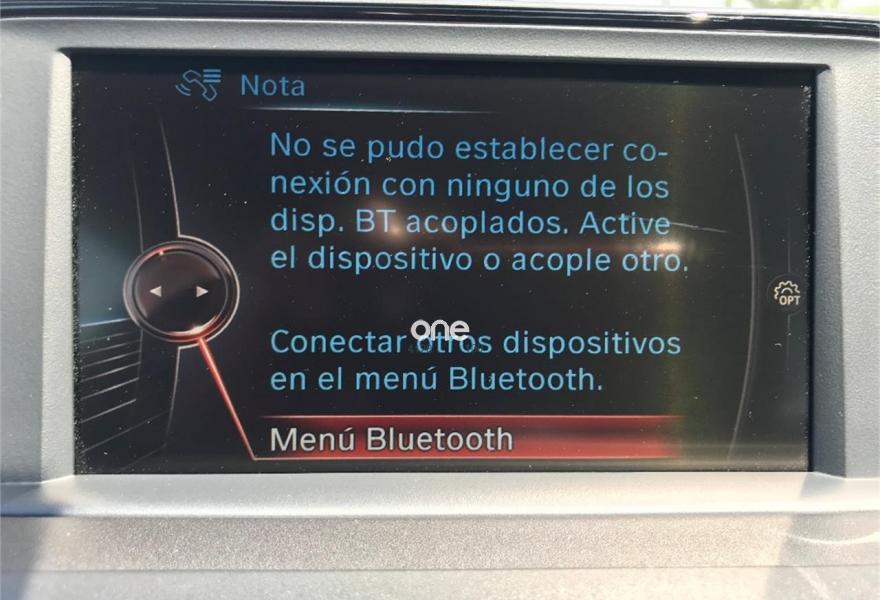 Nota
No se pudo establecer co-
nexión con ninguno de los
disp. BT acoplados. Active
el dispositivo o acople otro.
OPT
one
Conectar otros dispositivos
en el menú Bluetooth.
Menú Bluetooth